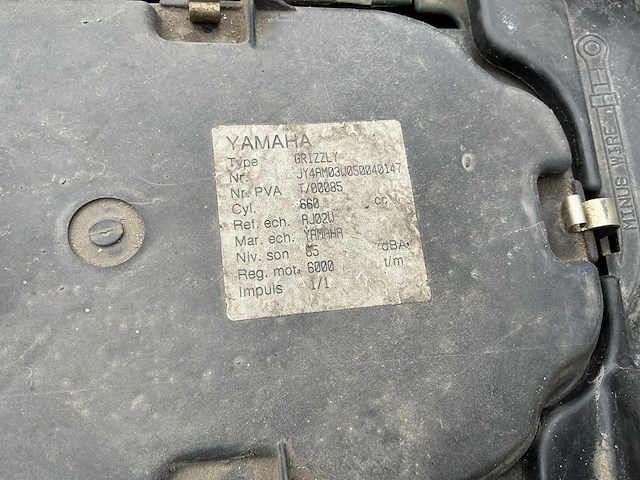 YAMAHA
Type GRIZZLY
Nr. JY4AM03W050040147
Nr. PVA T/00085
Cyl. 660 cc
Ref. ech. AJ02W
Mar. ech. YAMAHA
Niv. son 85 dBA
Reg. mot. 6000 t/m
Impuls 1/1
MINUS WIRE